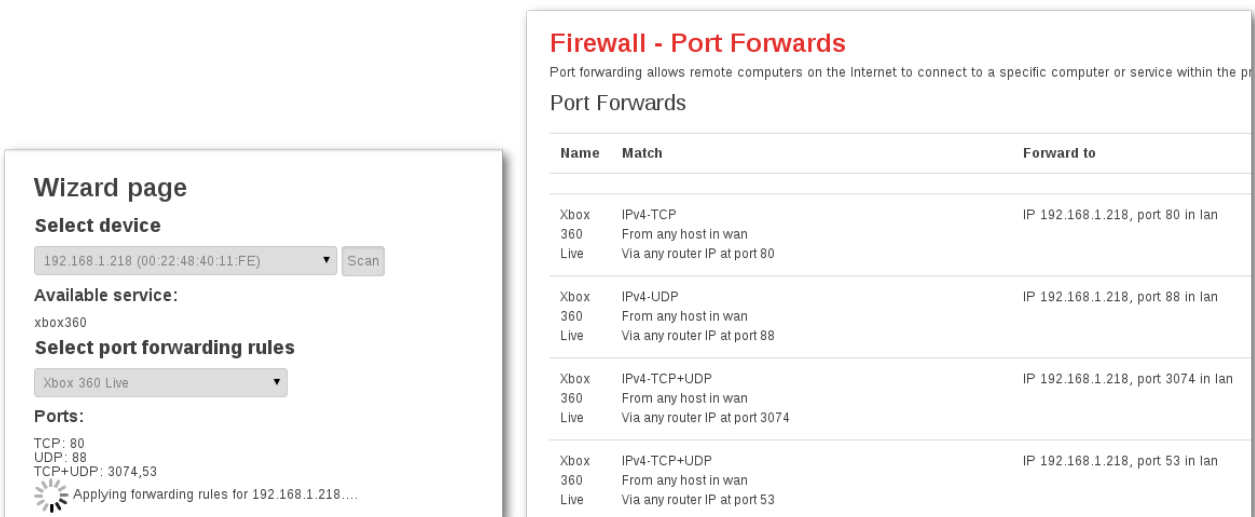 Wizard page
Select device
192.168.1.218 (00:22:48:40:11:FE)
Scan
Available service:
xbox360
Select port forwarding rules
Xbox 360 Live
Ports:
TCP: 80
UDP: 88
TCP+UDP: 3074,53
Applying forwarding rules for 192.168.1.218....
Firewall - Port Forwards
Port forwarding allows remote computers on the Internet to connect to a specific computer or service within the
Port Forwards
Name Match Forward to
Xbox IPv4-TCP IP 192.168.1.218, port 80 in lan
360 From any host in wan
Live Via any router IP at port 80
Xbox IPv4-UDP IP 192.168.1.218, port 88 in lan
360 From any host in wan
Live Via any router IP at port 88
Xbox IPv4-TCP+UDP IP 192.168.1.218, port 3074 in lan
360 From any host in wan
Live Via any router IP at port 3074
Xbox IPv4-TCP+UDP IP 192.168.1.218, port 53 in lan
360 From any host in wan
Live Via any router IP at port 53